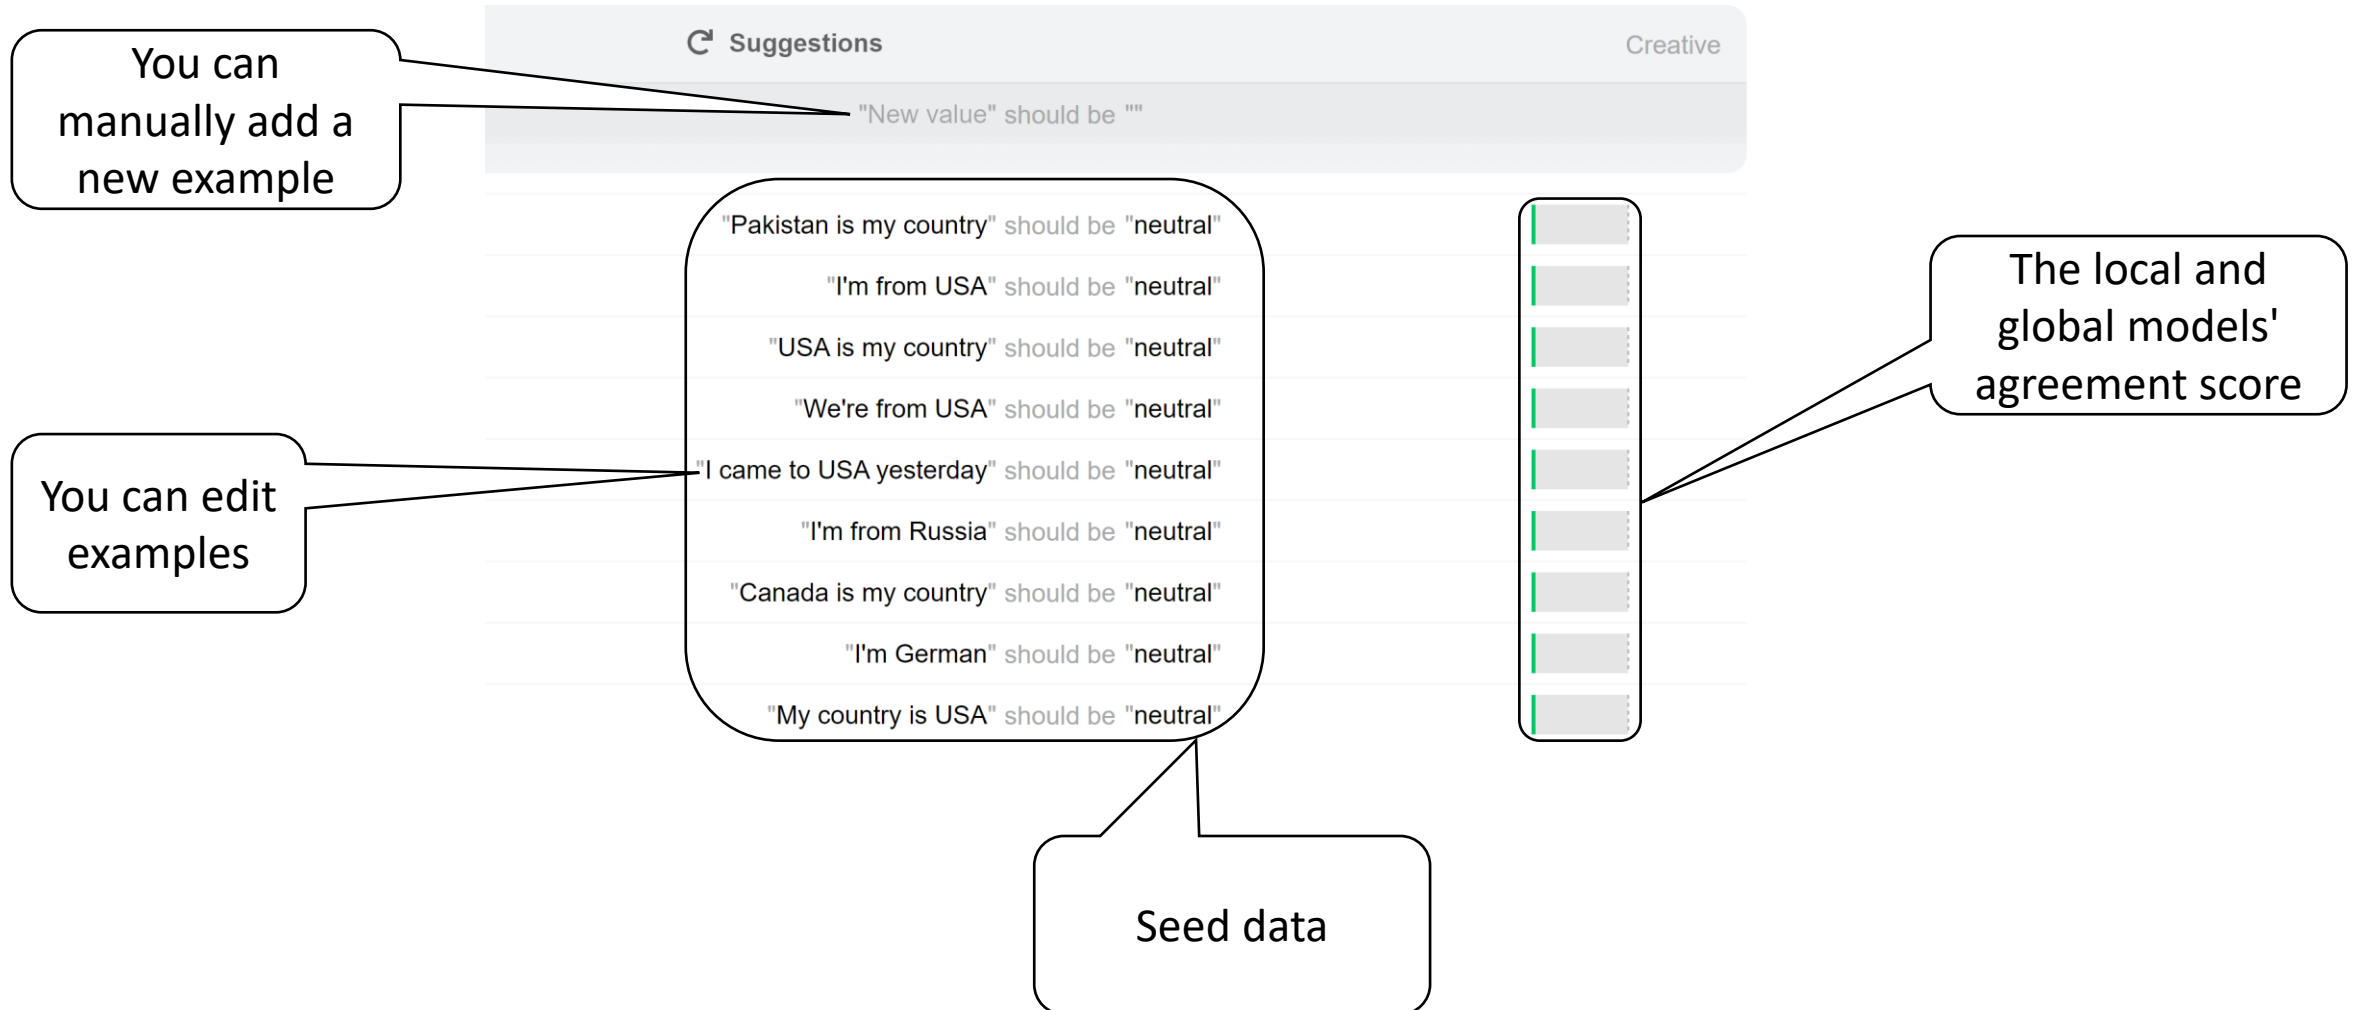 Suggestions
Creative
You can
manually add a
new example
"New value" should be ""
"Pakistan is my country" should be "neutral"
"I'm from USA" should be "neutral"
"USA is my country" should be "neutral"
"We're from USA" should be "neutral"
"I came to USA yesterday" should be "neutral"
"I'm from Russia" should be "neutral"
"Canada is my country" should be "neutral"
"I'm German" should be "neutral"
"My country is USA" should be "neutral"
The local and
global models'
agreement score
You can edit
examples
Seed data